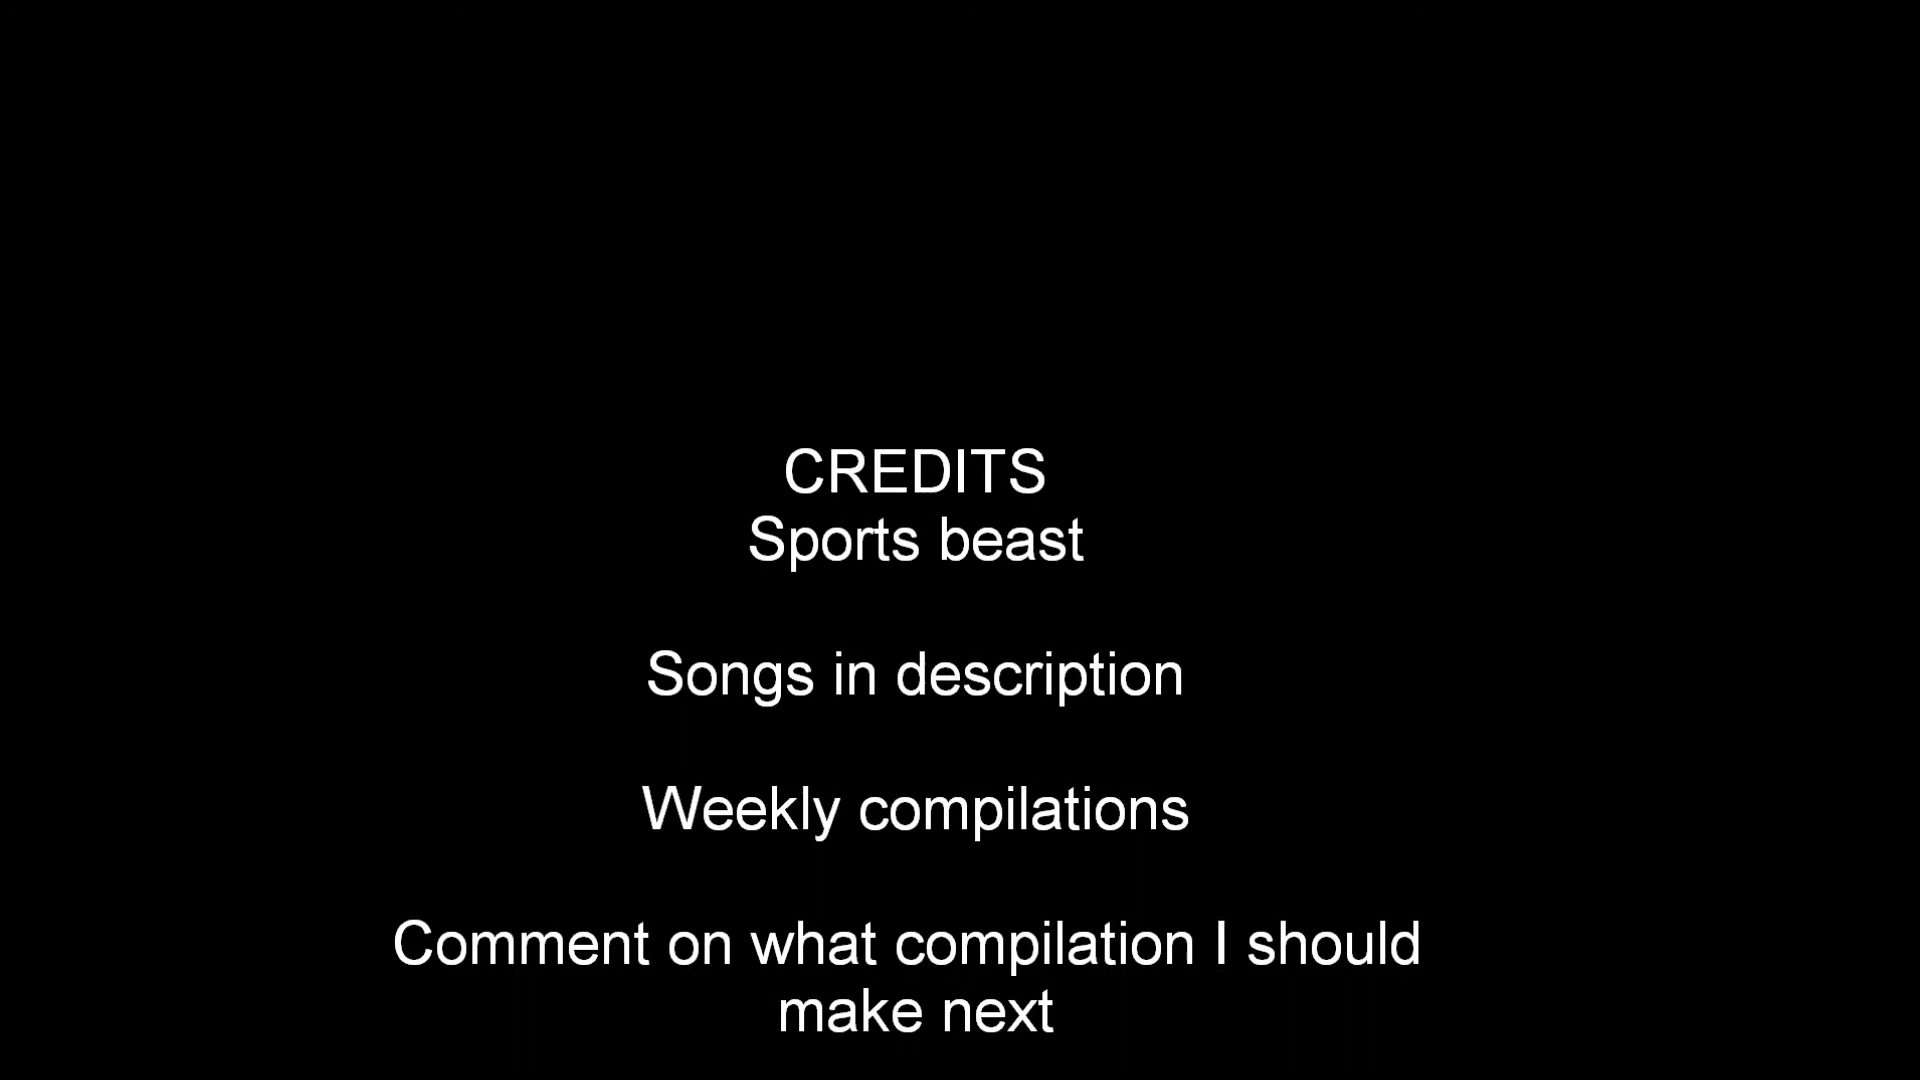 CREDITS
Sports beast
Songs in description
Weekly compilations
Comment on what compilation I should
make next